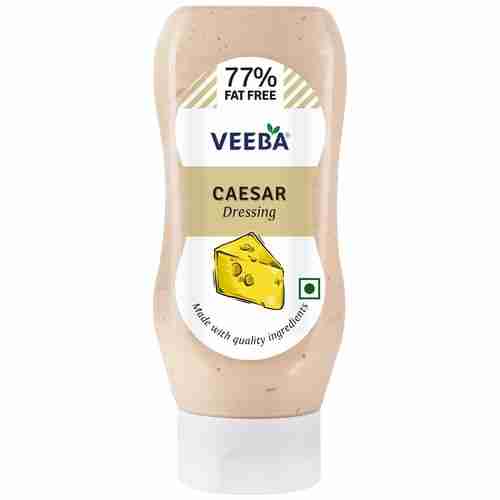 77%
FAT FREE
VEEBA
CAESAR
Dressing
Made with quality ingredients